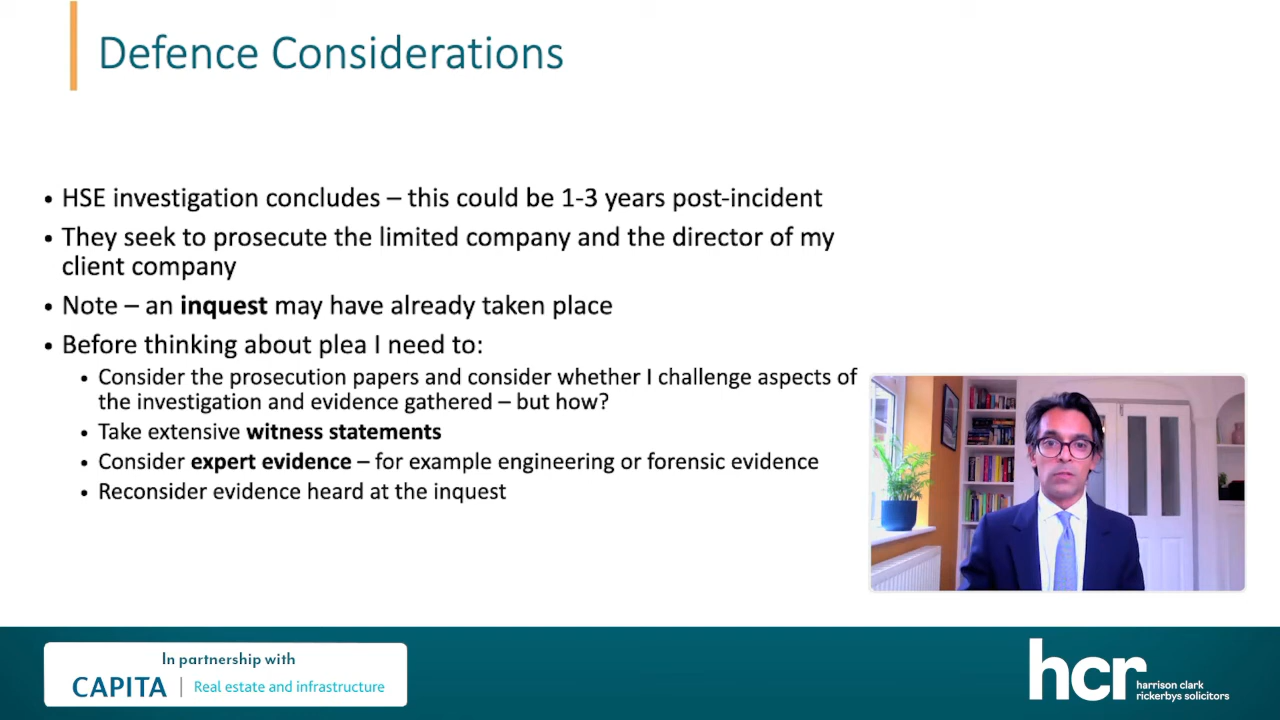 Defence Considerations
• HSE investigation concludes – this could be 1-3 years post-incident
• They seek to prosecute the limited company and the director of my
client company
• Note – an inquest may have already taken place
• Before thinking about plea I need to:
• Consider the prosecution papers and consider whether I challenge aspects of
the investigation and evidence gathered – but how?
• Take extensive witness statements
• Consider expert evidence – for example engineering or forensic evidence
• Reconsider evidence heard at the inquest
In partnership with
CAPITA | Real estate and infrastructure
hcr harrison clark
rickerbys solicitors